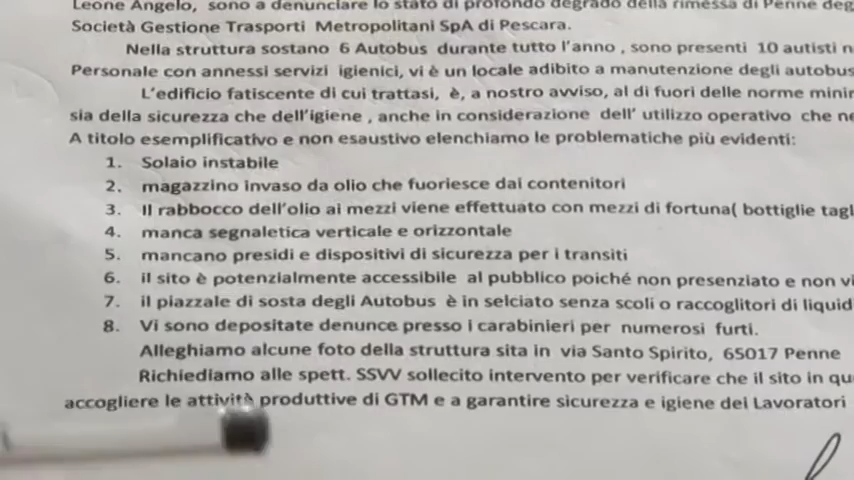 Leone Angelo, sono a denunciare lo stato di profondo degrado della rimessa di Penne
Società Gestione Trasporti Metropolitani SpA di Pescara.
Nella struttura sostano 6 Autobus durante tutto l'anno , sono presenti 10 autisti
Personale con annessi servizi igienici, vi è un locale adibito a manutenzione degli autobus
L'edificio fatiscente di cui trattasi, è, a nostro avviso, al di fuori delle norme
sia della sicurezza che dell'igiene , anche in considerazione dell' utilizzo operativo che
A titolo esemplificativo e non esaustivo elenchiamo le problematiche più evidenti:
1. Solaio instabile
2. magazzino invaso da olio che fuoriesce dai contenitori
3. Il rabbocco dell'olio ai mezzi viene effettuato con mezzi di fortuna( bottiglie
4. manca segnaletica verticale e orizzontale
5. mancano presidi e dispositivi di sicurezza per i transiti
6. il sito è potenzialmente accessibile al pubblico poiché non presenziato e non
7. il piazzale di sosta degli Autobus è in selciato senza scoli o raccoglitori di
8. Vi sono depositate denunce presso i carabinieri per numerosi furti.
Alleghiamo alcune foto della struttura sita in via Santo Spirito, 65017 Penne
Richiediamo alle spett. SSVV sollecito intervento per verificare che il sito in
accogliere le attività produttive di GTM e a garantire sicurezza e igiene dei Lavoratori